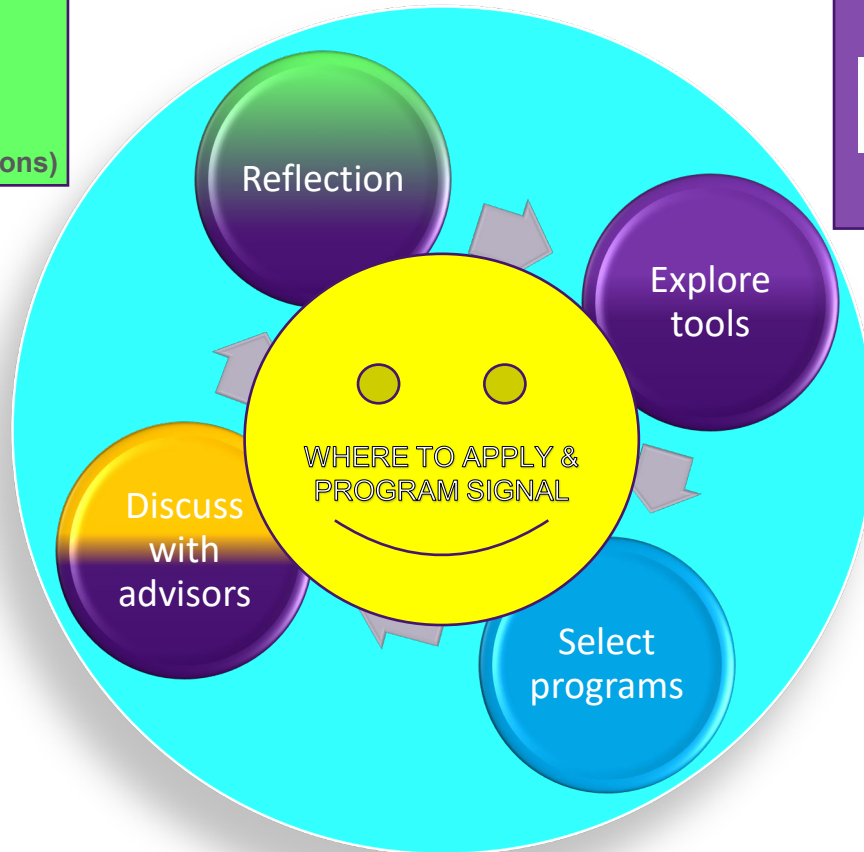 ons)
Reflection
Explore
tools
WHERE TO APPLY &
PROGRAM SIGNAL
Discuss
with
advisors
Select
programs